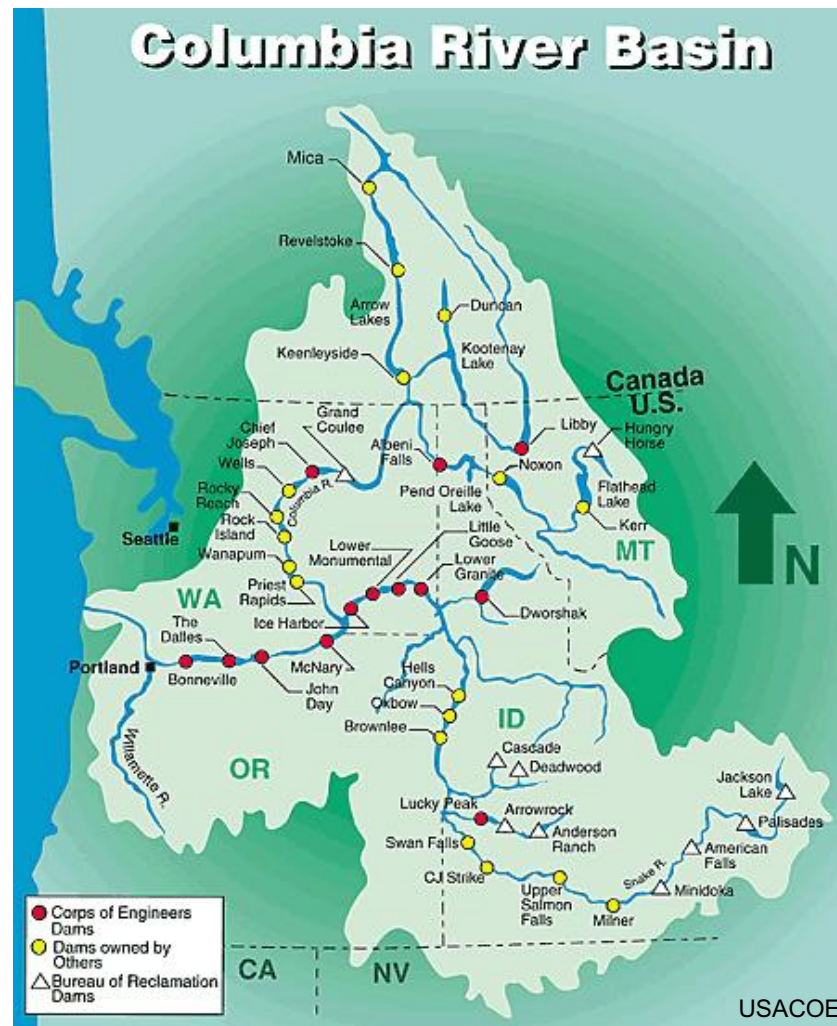 Columbia River Basin
Mica
Revelstoke
Arrow
Lakes
Duncan
Kootenay
Lake
Keenleyside
Canada
U.S.
Grand
Coulee
Chief
Joseph
Albeni
Falls
Libby
Hungry
Horse
Wells
Noxon
Columbia R.
Pend Oreille
Lake
Flathead
Lake
Rocky
Reach
Rock
Island
Kerr
Seattle
Little
Goose
Wanapum
Lower
Monumental
Lower
Granite
MT
N
Priest
Rapids
WA
Ice Harbor
Dworshak
The
Dalles
Portland
Bonneville
McNary
John
Day
Hells
Canyon
Oxbow
Brownlee
ID
Willamette R.
OR
Cascade
Deadwood
Jackson
Lake
Lucky Peak
Arrowrock
Anderson
Ranch
Palisades
Swan Falls
American
Falls
CJ Strike
Upper
Salmon
Falls
Snake R.
Minidoka
Milner
Corps of Engineers
Dams
Dams owned by
Others
Bureau of Reclamation
Dams
CA
NV
USACOE